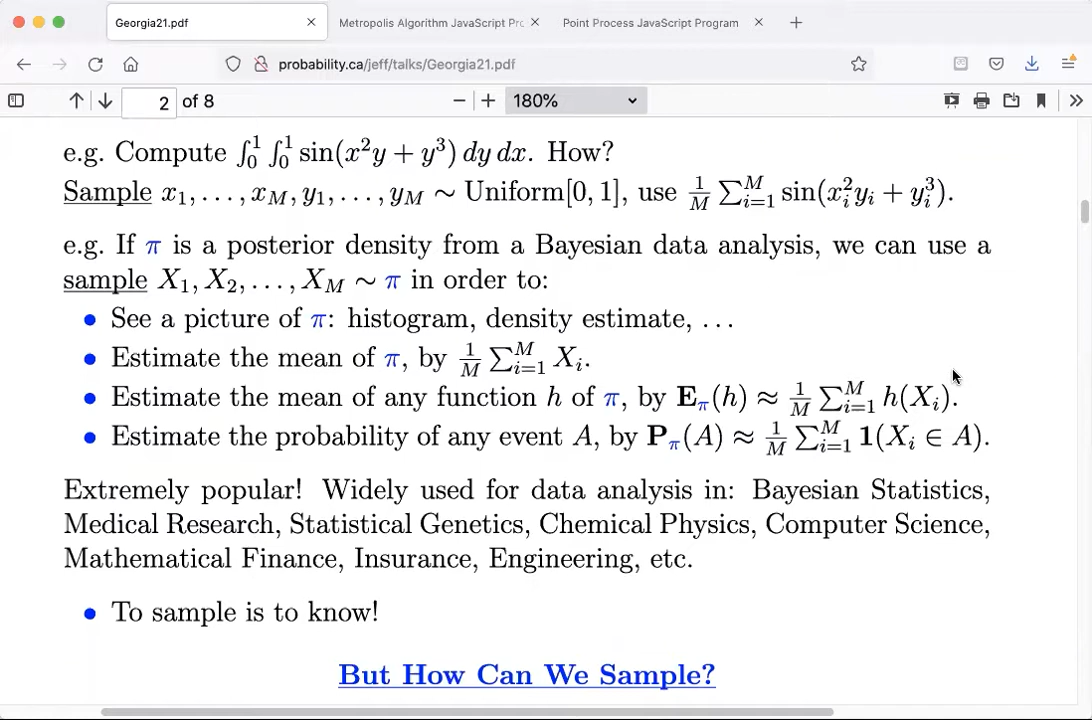 Georgia21.pdf
Metropolis Algorithm JavaScript Prc
Point Process JavaScript Program
probability.ca/jeff/talks/Georgia21.pdf
2 of 8
180%
e.g. Compute ∫₀¹ ∫₀¹ sin(x²y + y³) dy dx. How?
Sample x₁, . . . , x_M, y₁, . . . , y_M ∼ Uniform[0, 1], use 1/M ∑ᵢ₌₁ᴹ sin(xᵢ²yᵢ + yᵢ³).
e.g. If π is a posterior density from a Bayesian data analysis, we can use a
sample X₁, X₂, . . . , X_M ∼ π in order to:
• See a picture of π: histogram, density estimate, . . .
• Estimate the mean of π, by 1/M ∑ᵢ₌₁ᴹ Xᵢ.
• Estimate the mean of any function h of π, by E_π(h) ≈ 1/M ∑ᵢ₌₁ᴹ h(Xᵢ).
• Estimate the probability of any event A, by P_π(A) ≈ 1/M ∑ᵢ₌₁ᴹ 1(Xᵢ ∈ A).
Extremely popular! Widely used for data analysis in: Bayesian Statistics,
Medical Research, Statistical Genetics, Chemical Physics, Computer Science,
Mathematical Finance, Insurance, Engineering, etc.
• To sample is to know!
But How Can We Sample?